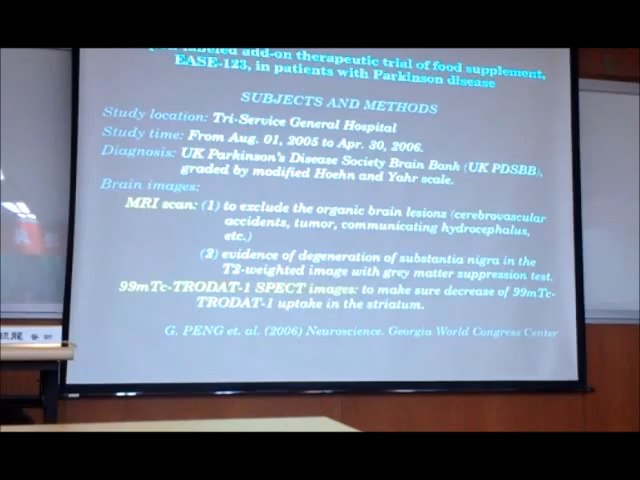 labeled add-on therapeutic trial of food supplement,
EASE-123, in patients with Parkinson disease
SUBJECTS AND METHODS
Study location: Tri-Service General Hospital
Study time: From Aug. 01, 2005 to Apr. 30, 2006.
Diagnosis: UK Parkinson's Disease Society Brain Bank (UK PDSBB),
graded by modified Hoehn and Yahr scale.
Brain images:
MRI scan: (1) to exclude the organic brain lesions (cerebrovascular
accidents, tumor, communicating hydrocephalus,
etc.)
(2) evidence of degeneration of substantia nigra in the
T2-weighted image with grey matter suppression test.
99mTc-TRODAT-1 SPECT images: to make sure decrease of 99mTc-
TRODAT-1 uptake in the striatum.
G. PENG et. al. (2006) Neuroscience. Georgia World Congress Center